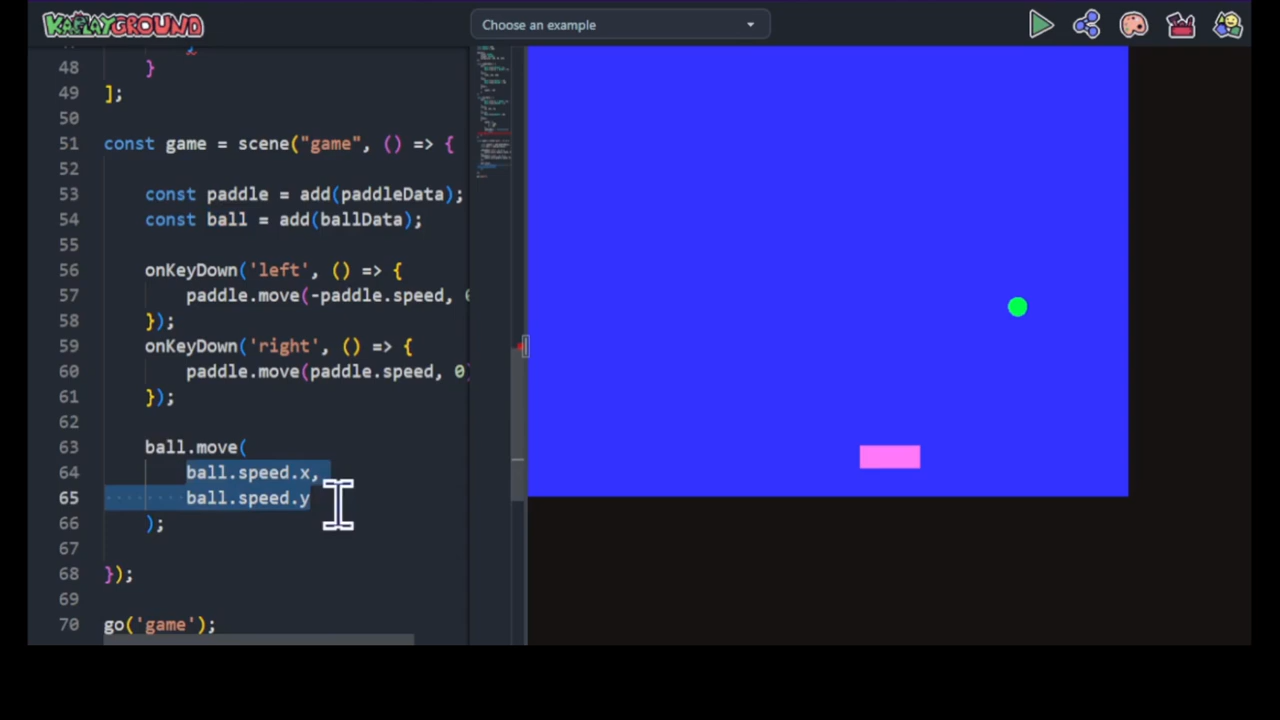 KAPLAYGROUND
Choose an example
48 }
49 ];
50
51 const game = scene("game", () => {
52
53 const paddle = add(paddleData);
54 const ball = add(ballData);
55
56 onKeyDown('left', () => {
57 paddle.move(-paddle.speed, 0
58 });
59 onKeyDown('right', () => {
60 paddle.move(paddle.speed, 0)
61 });
62
63 ball.move(
64 ball.speed.x,
65 ball.speed.y
66 );
67
68 });
69
70 go('game');